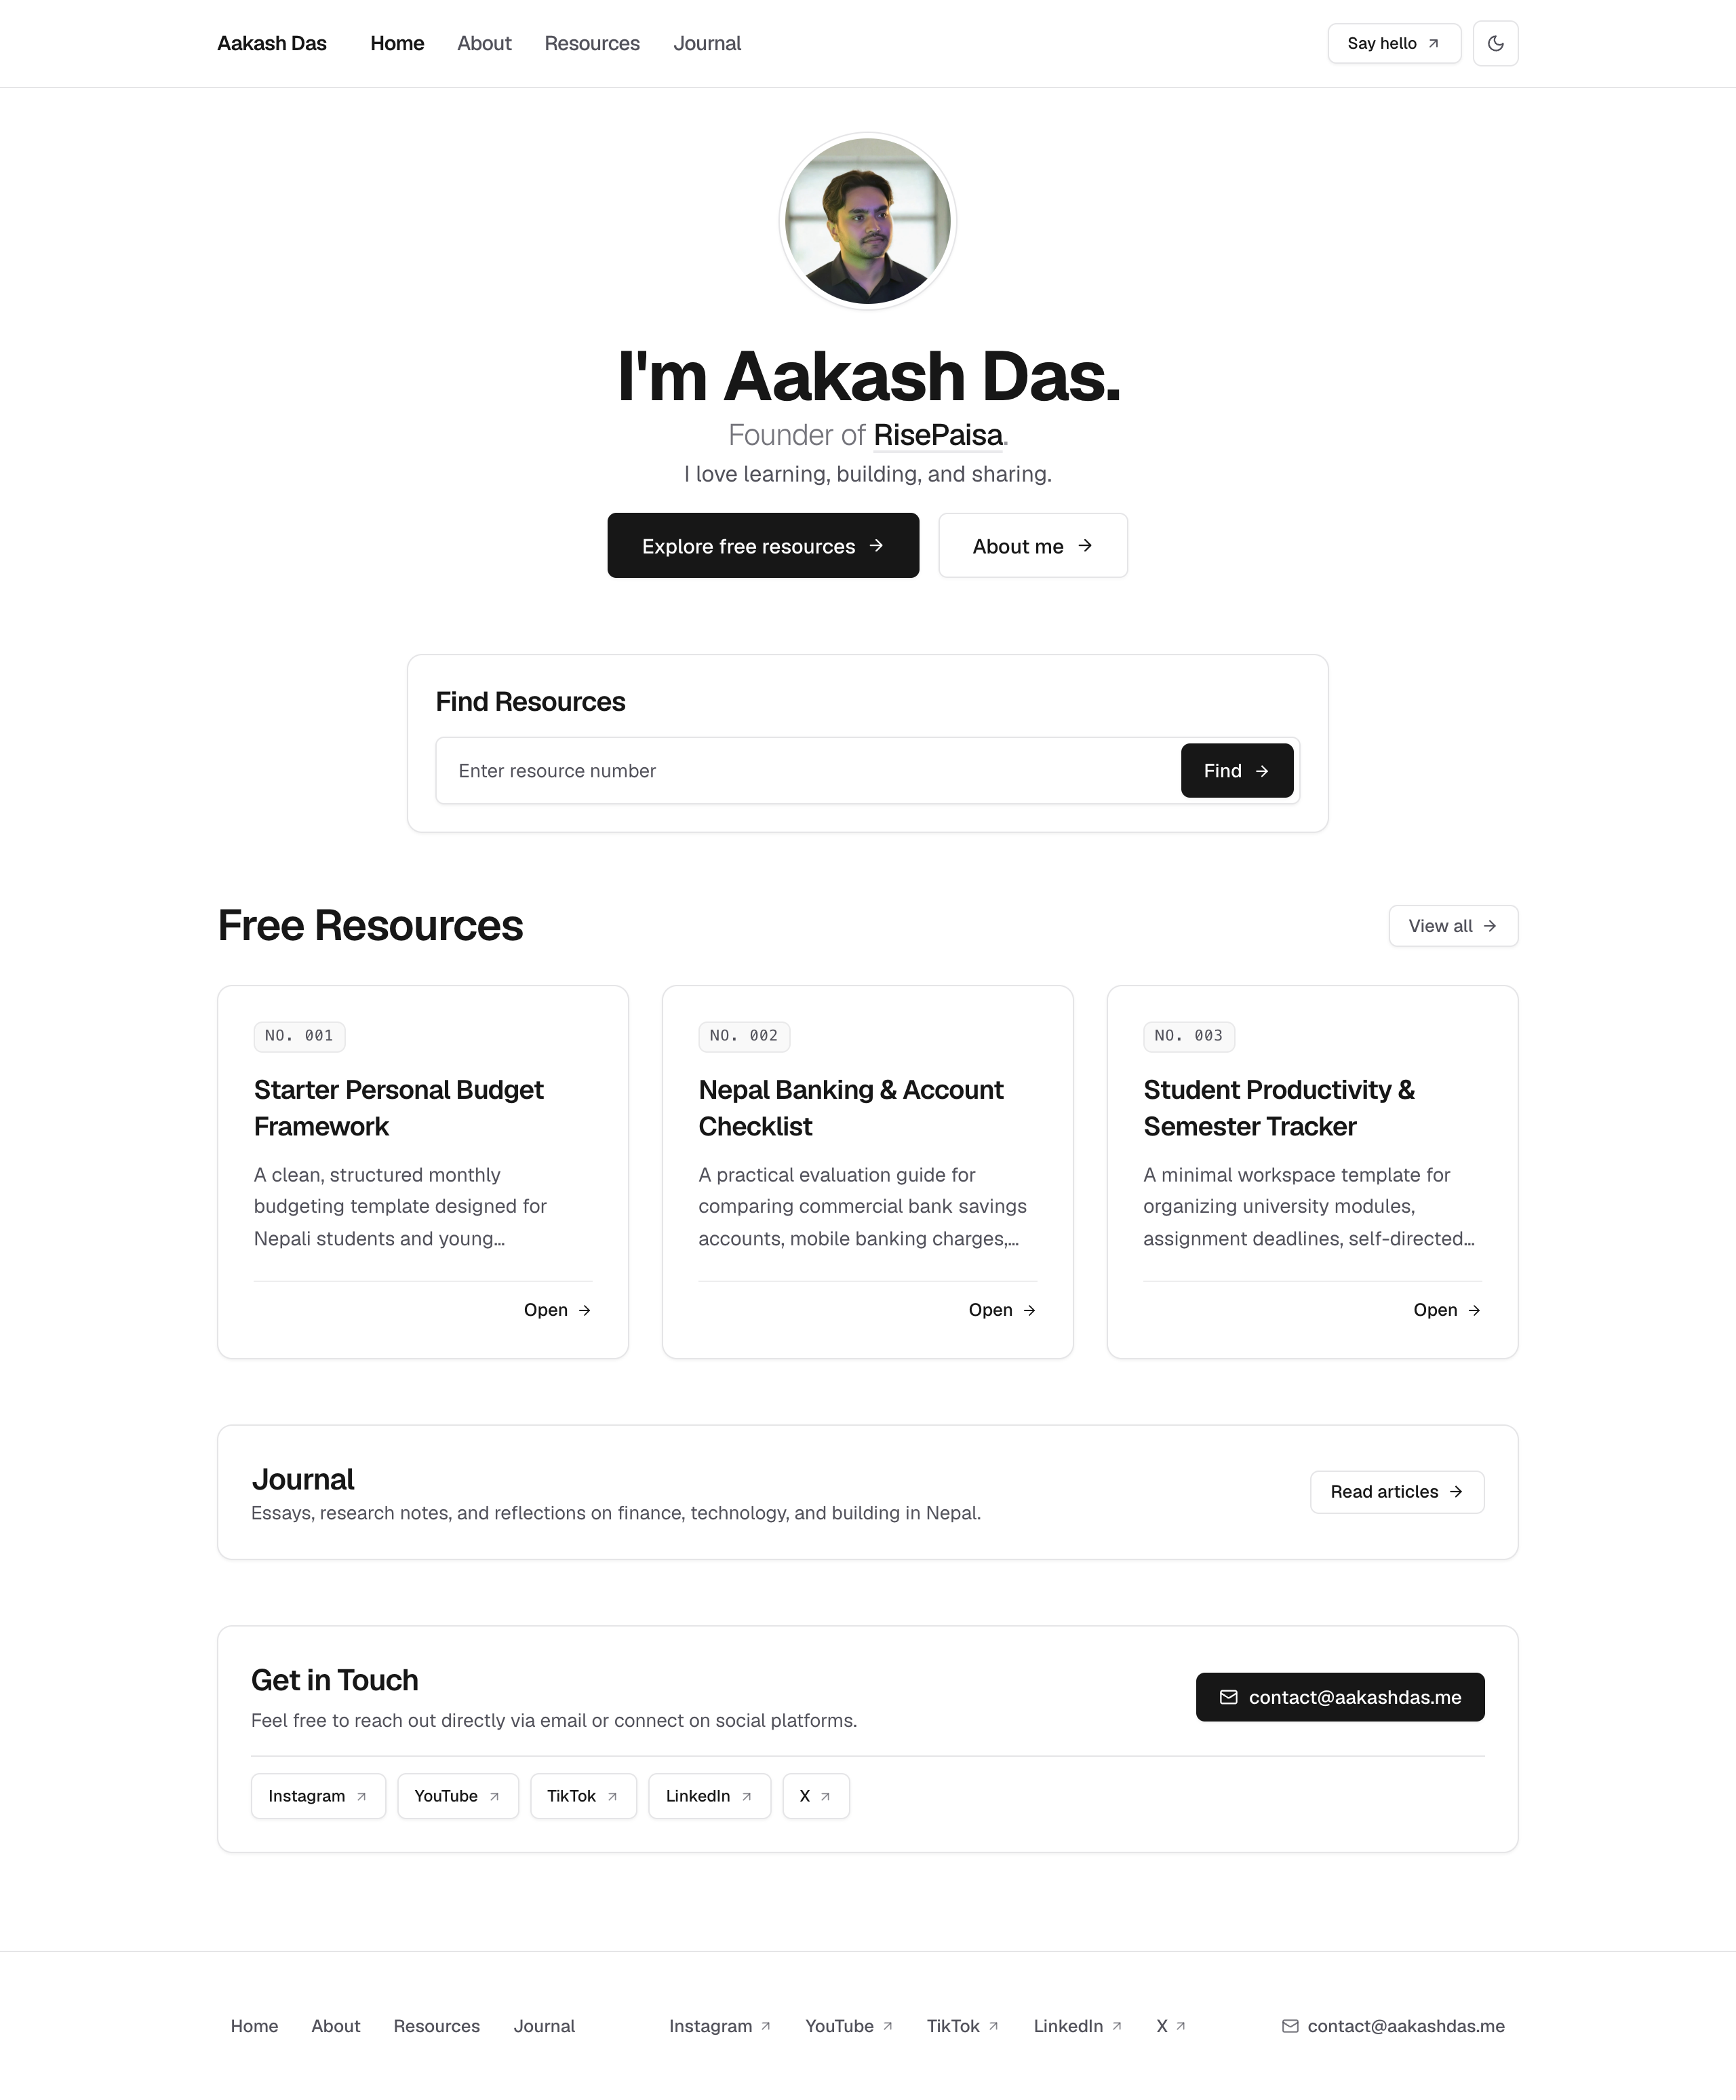 Aakash Das Home About Resources Journal Say hello
I'm Aakash Das.
Founder of RisePaisa.
I love learning, building, and sharing.
Explore free resources About me
Find Resources
Enter resource number Find
Free Resources View all
NO. 001
Starter Personal Budget
Framework
A clean, structured monthly
budgeting template designed for
Nepali students and young...
Open
NO. 002
Nepal Banking & Account
Checklist
A practical evaluation guide for
comparing commercial bank savings
accounts, mobile banking charges,...
Open
NO. 003
Student Productivity &
Semester Tracker
A minimal workspace template for
organizing university modules,
assignment deadlines, self-directed...
Open
Journal
Essays, research notes, and reflections on finance, technology, and building in Nepal.
Read articles
Get in Touch
Feel free to reach out directly via email or connect on social platforms.
contact@aakashdas.me
Instagram YouTube TikTok LinkedIn X
Home About Resources Journal Instagram YouTube TikTok LinkedIn X contact@aakashdas.me